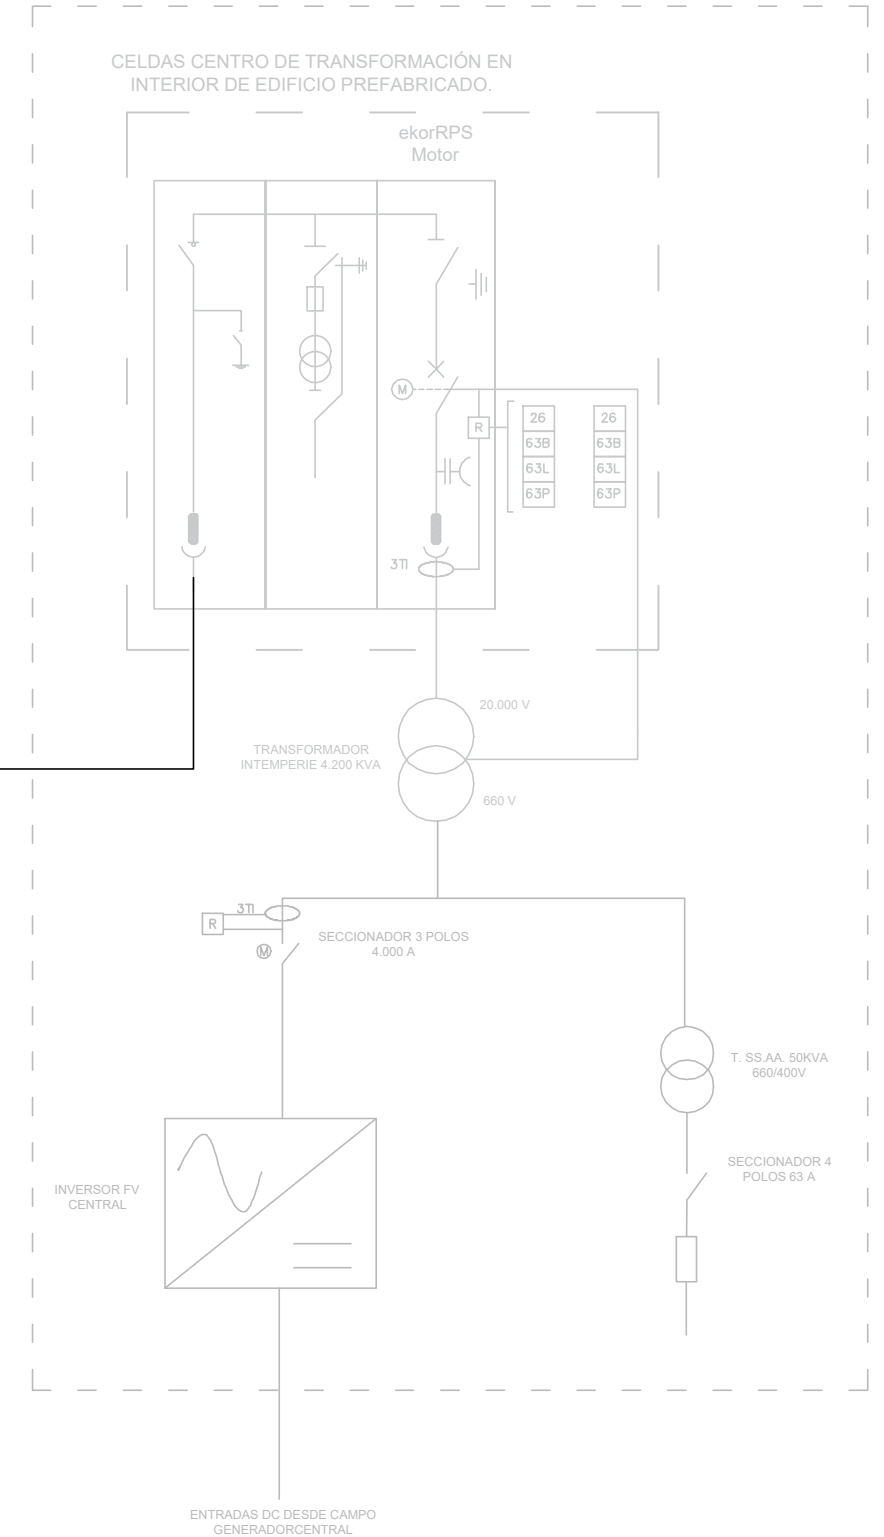 CELDAS CENTRO DE TRANSFORMACIÓN EN
INTERIOR DE EDIFICIO PREFABRICADO.
ekorRPS
Motor
M
R
26
63B
63L
63P
26
63B
63L
63P
3TI
20.000 V
TRANSFORMADOR
INTEMPERIE 4.200 KVA
660 V
3TI
R
M
SECCIONADOR 3 POLOS
4.000 A
T. SS.AA. 50KVA
660/400V
SECCIONADOR 4
POLOS 63 A
INVERSOR FV
CENTRAL
ENTRADAS DC DESDE CAMPO
GENERADORCENTRAL